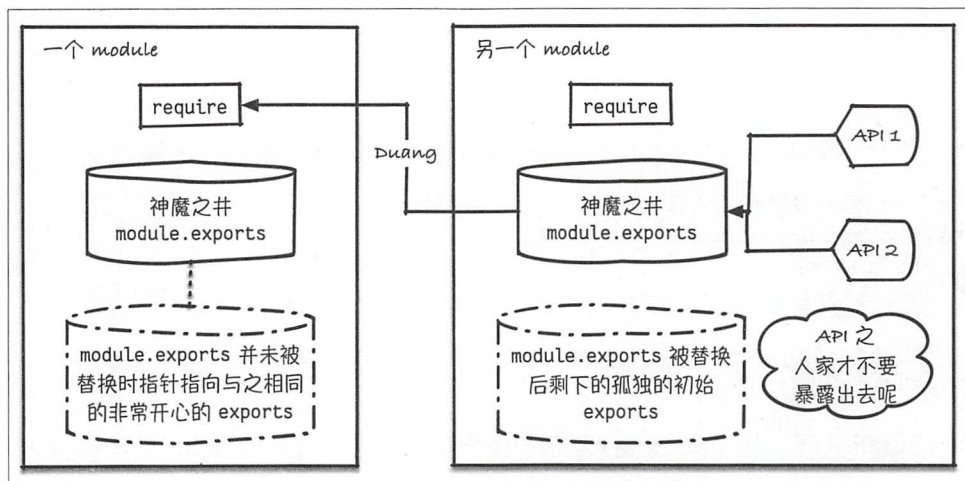 一个 module
require
神魔之井
module.exports
module.exports 并未被
替换时指针指向与之相同
的非常开心的 exports
Duang
另一个 module
require
神魔之井
module.exports
module.exports 被替换
后剩下的孤独的初始
exports
API 1
API 2
API 之
人家才不要
暴露出去呢